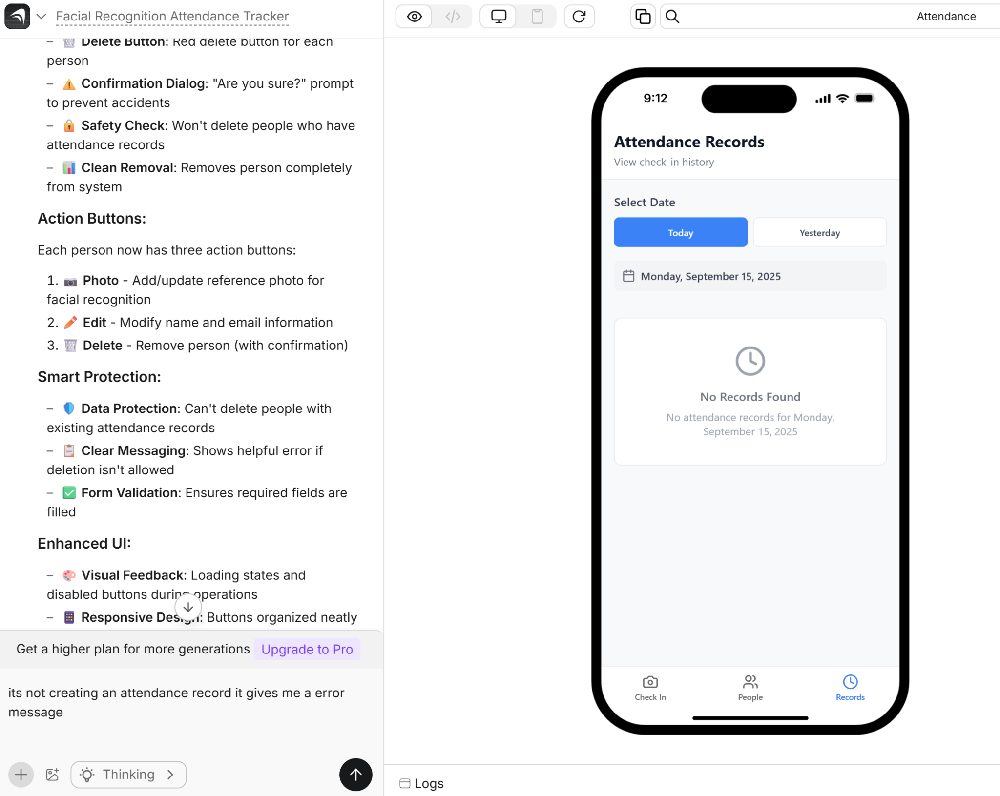 Facial Recognition Attendance Tracker
– Delete Button: Red delete button for each
person
– Confirmation Dialog: "Are you sure?" prompt
to prevent accidents
– Safety Check: Won't delete people who have
attendance records
– Clean Removal: Removes person completely
from system
Action Buttons:
Each person now has three action buttons:
1. Photo - Add/update reference photo for
facial recognition
2. Edit - Modify name and email information
3. Delete - Remove person (with confirmation)
Smart Protection:
– Data Protection: Can't delete people with
existing attendance records
– Clear Messaging: Shows helpful error if
deletion isn't allowed
– Form Validation: Ensures required fields are
filled
Enhanced UI:
– Visual Feedback: Loading states and
disabled buttons during operations
– Responsive Design: Buttons organized neatly
Get a higher plan for more generations Upgrade to Pro
its not creating an attendance record it gives me a error
message
Thinking
Attendance
9:12
Attendance Records
View check-in history
Select Date
Today
Yesterday
Monday, September 15, 2025
No Records Found
No attendance records for Monday,
September 15, 2025
Check In
People
Records
Logs